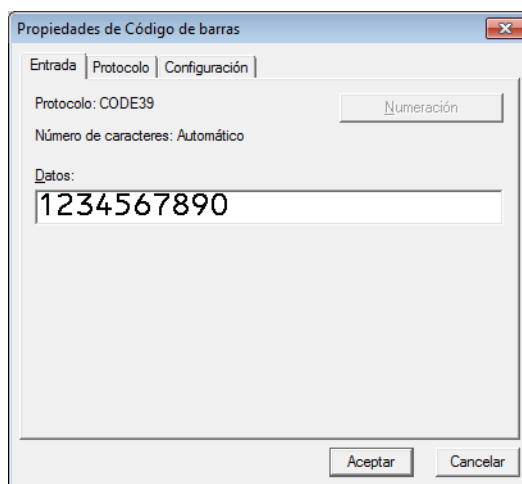 Propiedades de Código de barras
Entrada Protocolo Configuración
Protocolo: CODE39
Numeración
Número de caracteres: Automático
Datos:
1234567890
Aceptar Cancelar